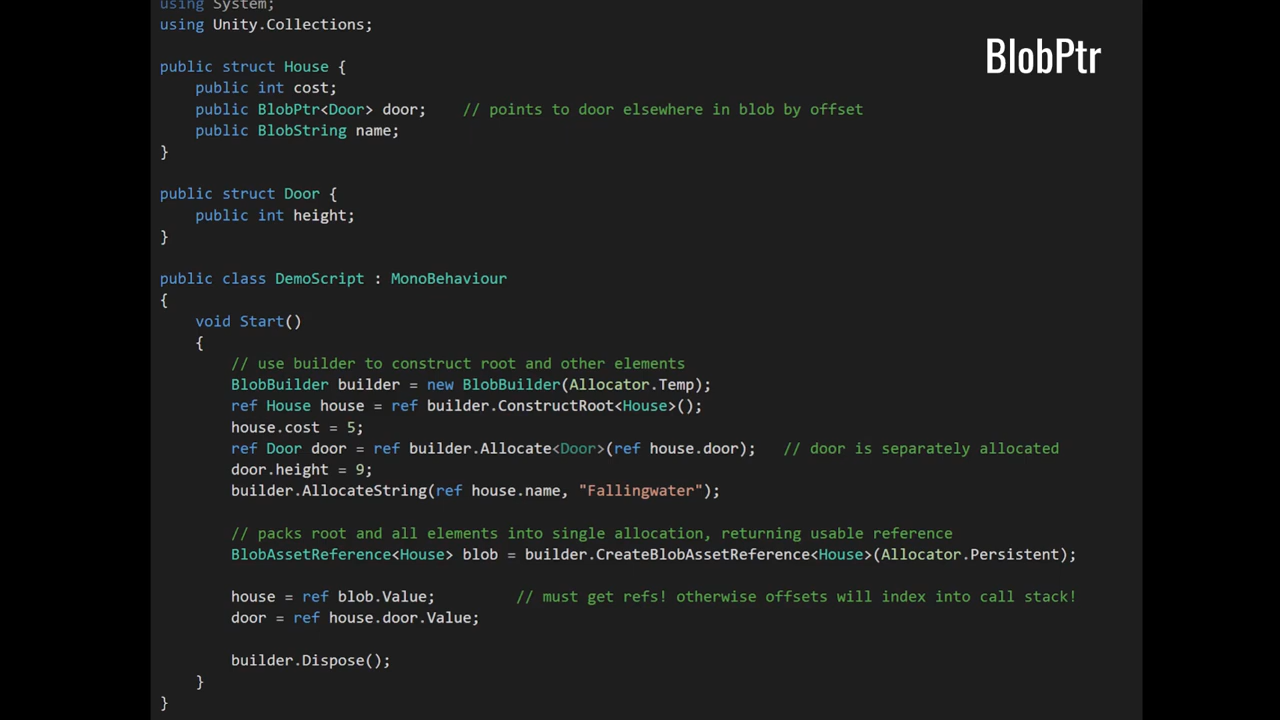 using System;
using Unity.Collections;
BlobPtr
public struct House {
    public int cost;
    public BlobPtr<Door> door;    // points to door elsewhere in blob by offset
    public BlobString name;
}
public struct Door {
    public int height;
}
public class DemoScript : MonoBehaviour
{
    void Start()
    {
        // use builder to construct root and other elements
        BlobBuilder builder = new BlobBuilder(Allocator.Temp);
        ref House house = ref builder.ConstructRoot<House>();
        house.cost = 5;
        ref Door door = ref builder.Allocate<Door>(ref house.door);   // door is separately allocated
        door.height = 9;
        builder.AllocateString(ref house.name, "Fallingwater");
        // packs root and all elements into single allocation, returning usable reference
        BlobAssetReference<House> blob = builder.CreateBlobAssetReference<House>(Allocator.Persistent);
        house = ref blob.Value;         // must get refs! otherwise offsets will index into call stack!
        door = ref house.door.Value;
        builder.Dispose();
    }
}